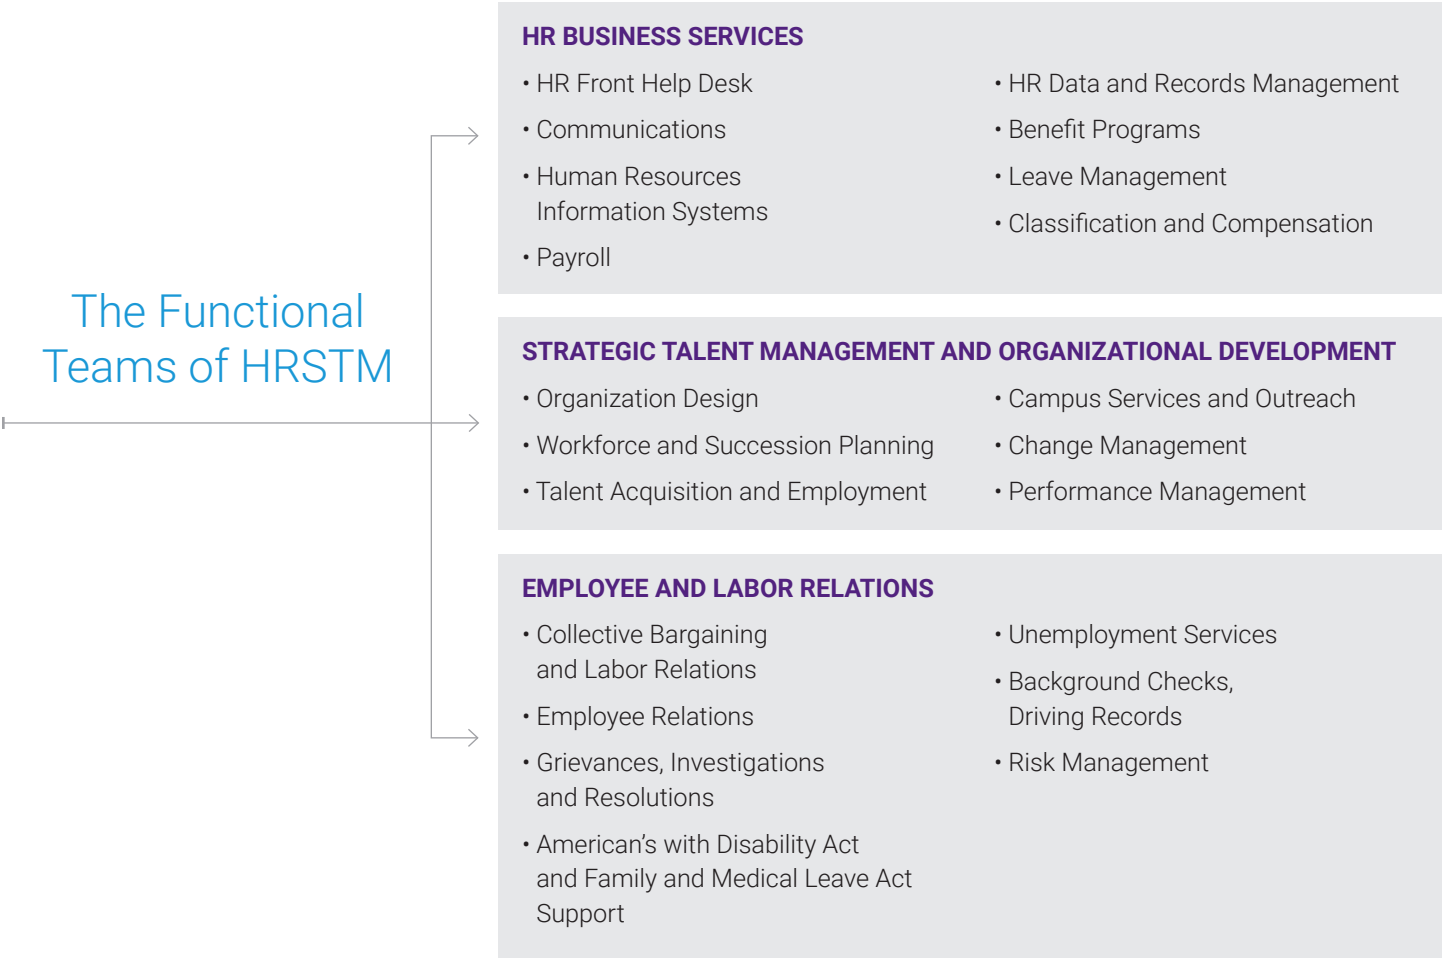 The Functional
Teams of HRSTM
HR BUSINESS SERVICES
• HR Front Help Desk
• Communications
• Human Resources
Information Systems
• Payroll
• HR Data and Records Management
• Benefit Programs
• Leave Management
• Classification and Compensation
STRATEGIC TALENT MANAGEMENT AND ORGANIZATIONAL DEVELOPMENT
• Organization Design
• Workforce and Succession Planning
• Talent Acquisition and Employment
• Campus Services and Outreach
• Change Management
• Performance Management
EMPLOYEE AND LABOR RELATIONS
• Collective Bargaining
and Labor Relations
• Employee Relations
• Grievances, Investigations
and Resolutions
• American's with Disability Act
and Family and Medical Leave Act
Support
• Unemployment Services
• Background Checks,
Driving Records
• Risk Management